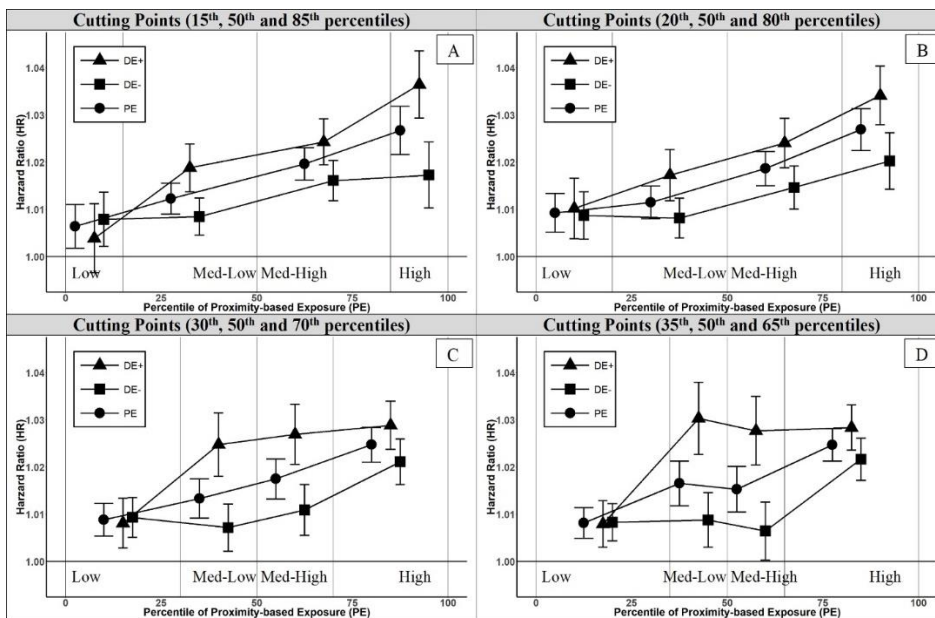 Cutting Points (15th, 50th and 85th percentiles)
A
DE+
DE-
PE
Harzard Ratio (HR)
1.04
1.03
1.02
1.01
1.00
Low
Med-Low
Med-High
High
0 25 50 75 100
Percentile of Proximity-based Exposure (PE)
Cutting Points (20th, 50th and 80th percentiles)
B
DE+
DE-
PE
Harzard Ratio (HR)
1.04
1.03
1.02
1.01
1.00
Low
Med-Low
Med-High
High
0 25 50 75 100
Percentile of Proximity-based Exposure (PE)
Cutting Points (30th, 50th and 70th percentiles)
C
DE+
DE-
PE
Harzard Ratio (HR)
1.04
1.03
1.02
1.01
1.00
Low
Med-Low
Med-High
High
0 25 50 75 100
Percentile of Proximity-based Exposure (PE)
Cutting Points (35th, 50th and 65th percentiles)
D
DE+
DE-
PE
Harzard Ratio (HR)
1.04
1.03
1.02
1.01
1.00
Low
Med-Low
Med-High
High
0 25 50 75 100
Percentile of Proximity-based Exposure (PE)